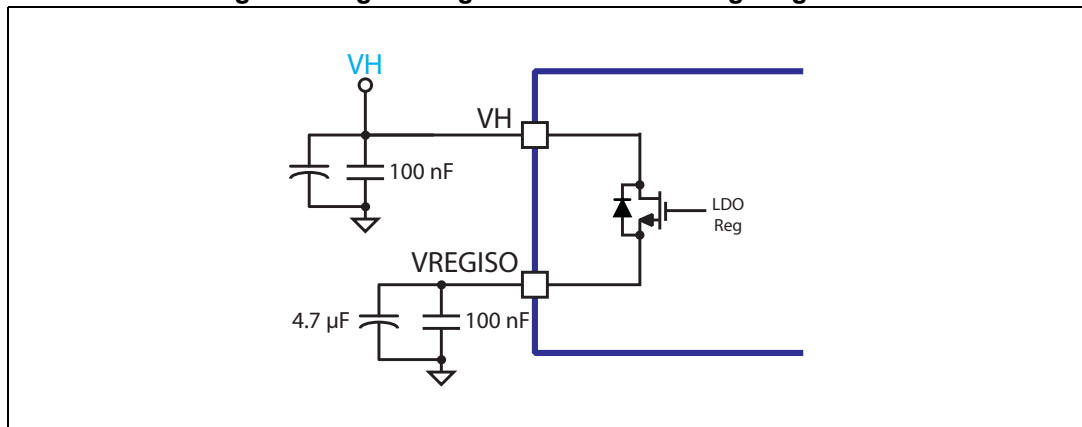 VH
VH
100 nF
LDO
Reg
VREGISO
4.7 µF
100 nF